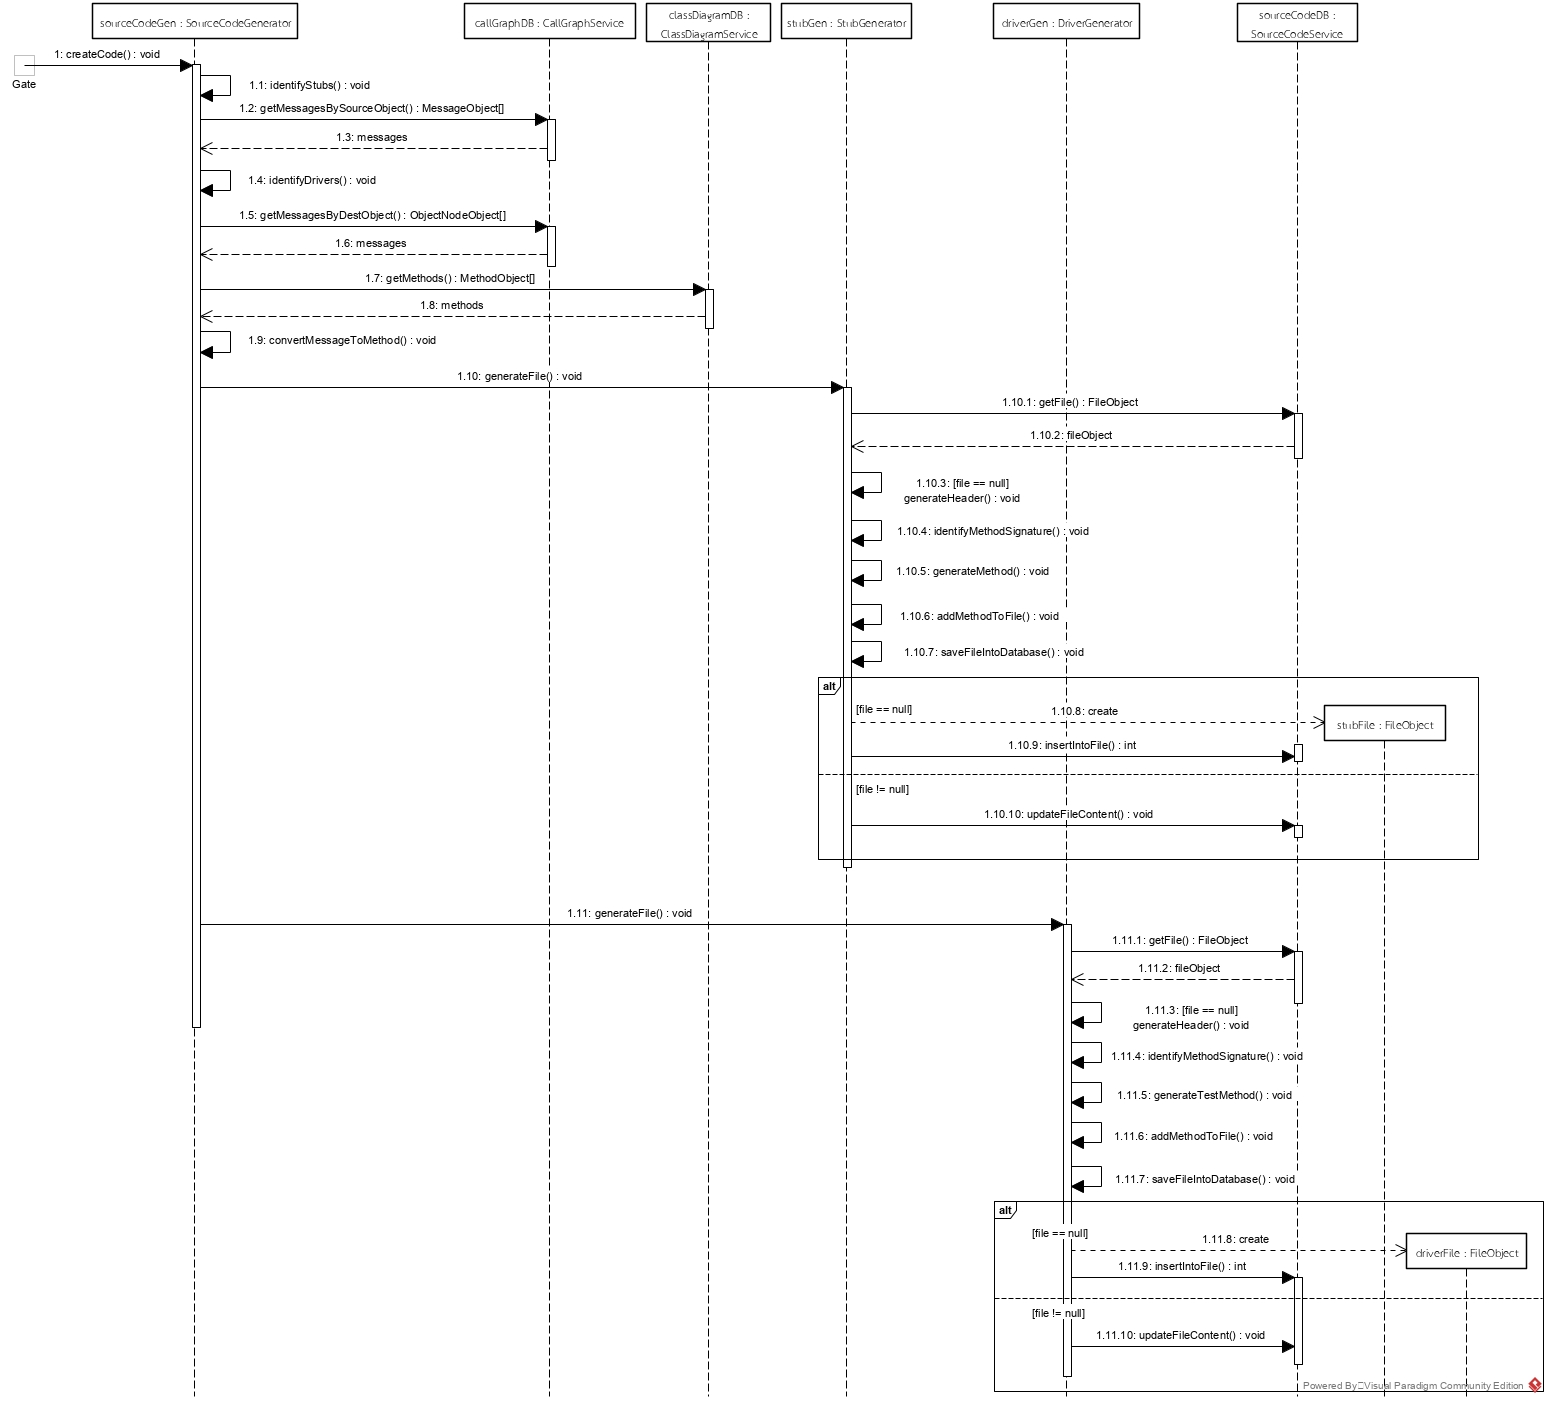 sourceCodeGen : SourceCodeGenerator
callGraphDB : CallGraphService
classDiagramDB :
ClassDiagramService
stubGen : StubGenerator
driverGen : DriverGenerator
sourceCodeDB :
SourceCodeService
Gate
1: createCode() : void
1.1: identifyStubs() : void
1.2: getMessagesBySourceObject() : MessageObject[]
1.3: messages
1.4: identifyDrivers() : void
1.5: getMessagesByDestObject() : ObjectNodeObject[]
1.6: messages
1.7: getMethods() : MethodObject[]
1.8: methods
1.9: convertMessageToMethod() : void
1.10: generateFile() : void
1.10.1: getFile() : FileObject
1.10.2: fileObject
1.10.3: [file == null]
generateHeader() : void
1.10.4: identifyMethodSignature() : void
1.10.5: generateMethod() : void
1.10.6: addMethodToFile() : void
1.10.7: saveFileIntoDatabase() : void
alt
[file == null]
1.10.8: create
stubFile : FileObject
1.10.9: insertIntoFile() : int
[file != null]
1.10.10: updateFileContent() : void
1.11: generateFile() : void
1.11.1: getFile() : FileObject
1.11.2: fileObject
1.11.3: [file == null]
generateHeader() : void
1.11.4: identifyMethodSignature() : void
1.11.5: generateTestMethod() : void
1.11.6: addMethodToFile() : void
1.11.7: saveFileIntoDatabase() : void
alt
[file == null]
1.11.8: create
driverFile : FileObject
1.11.9: insertIntoFile() : int
[file != null]
1.11.10: updateFileContent() : void
Powered By Visual Paradigm Community Edition